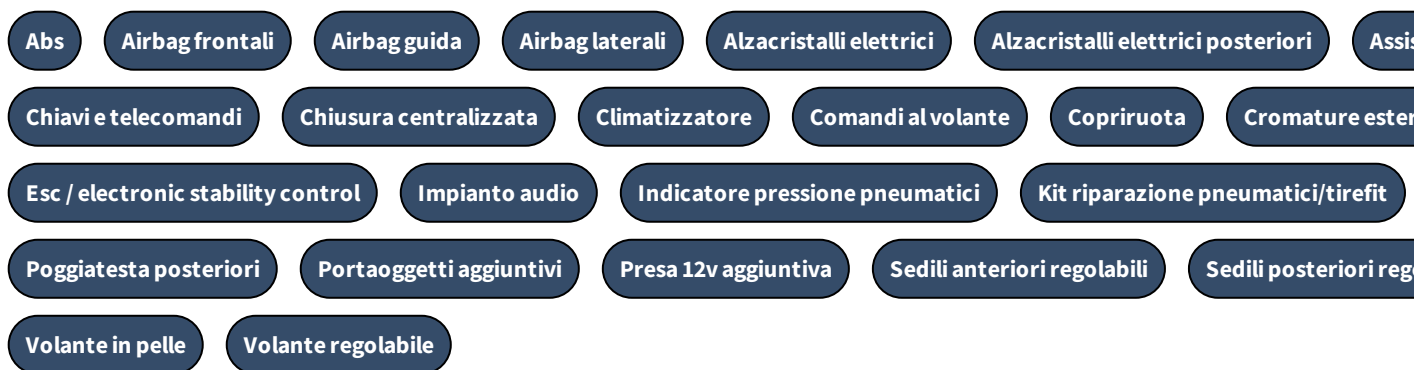 Abs Airbag frontali Airbag guida Airbag laterali Alzacristalli elettrici Alzacristalli elettrici posteriori
Chiavi e telecomandi Chiusura centralizzata Climatizzatore Comandi al volante Copriruota Cromature
Esc / electronic stability control Impianto audio Indicatore pressione pneumatici Kit riparazione pneumatici/tirefit
Poggiatesta posteriori Portaoggetti aggiuntivi Presa 12v aggiuntiva Sedili anteriori regolabili Sedili posteriori
Volante in pelle Volante regolabile